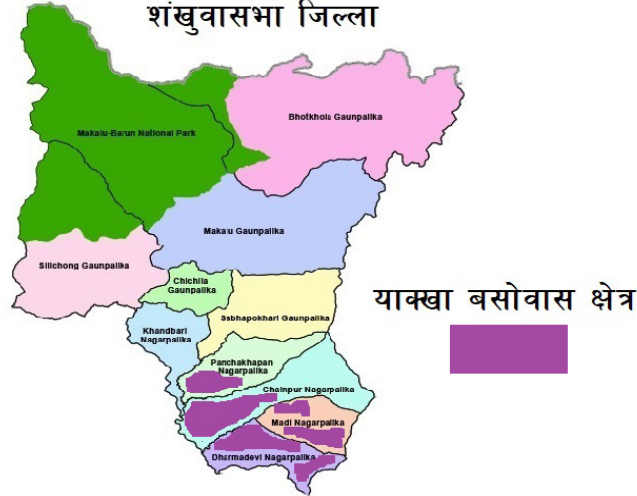 शंखुवासभा जिल्ला
Makalu-Barun National Park
Bhotkhola Gaunpalika
Makalu Gaunpalika
Silichong Gaunpalika
Chichila
Gaunpalika
Sabhapokhari Gaunpalika
Khandbari
Nagarpalika
याक्खा बसोवास क्षेत्र
Panchakhapan
Nagarpalika
Chainpur Nagarpalika
Madi Nagarpalika
Dharmadevi Nagarpalika